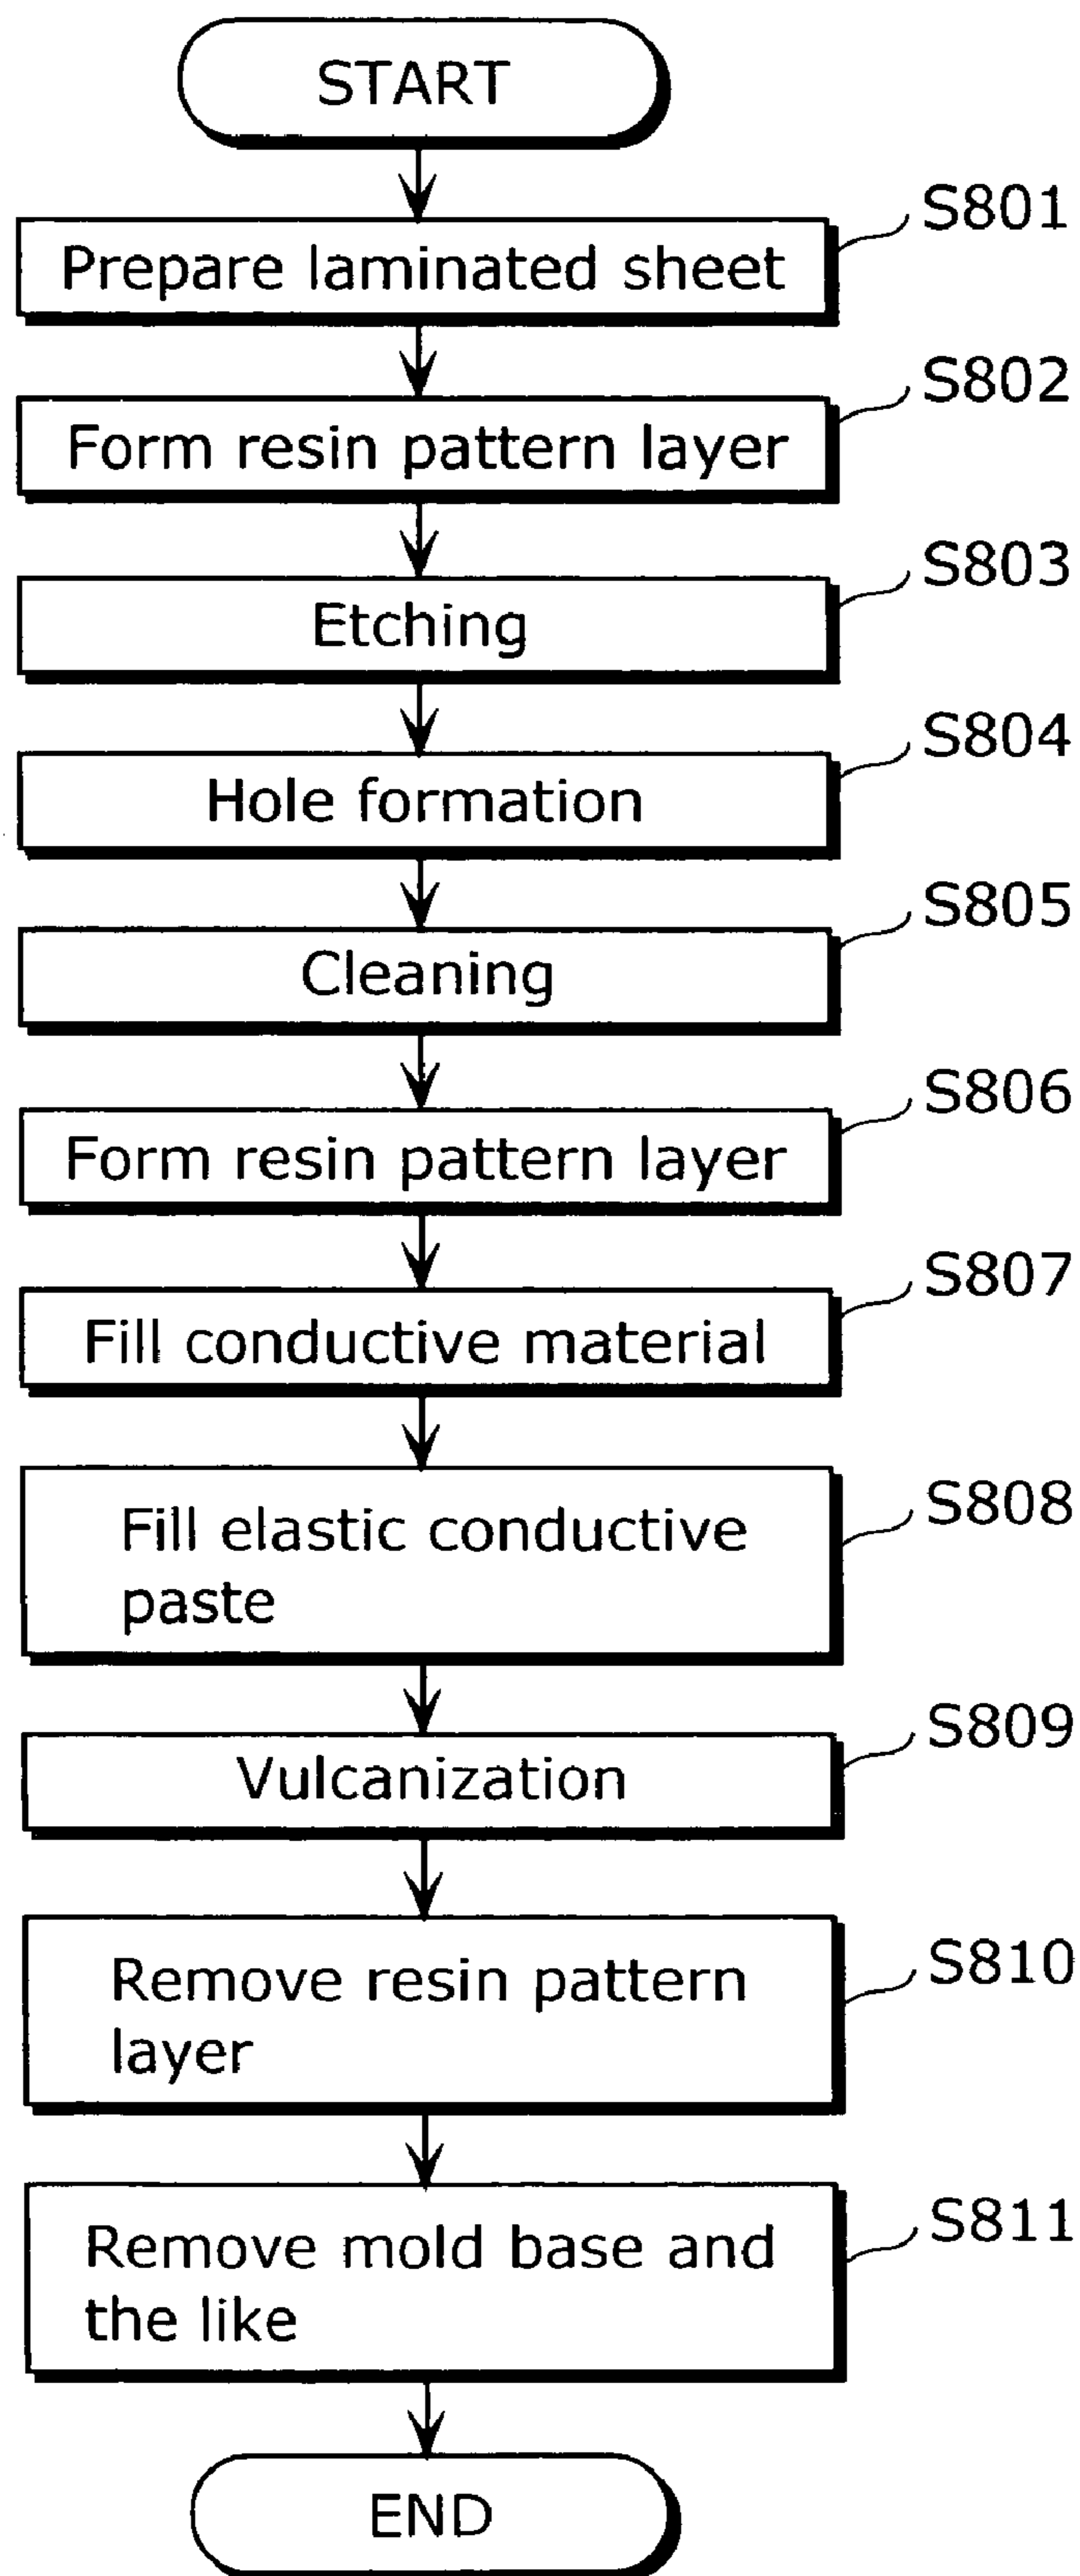 START
S801
Prepare laminated sheet
S802
Form resin pattern layer
S803
Etching
S804
Hole formation
S805
Cleaning
S806
Form resin pattern layer
S807
Fill conductive material
S808
Fill elastic conductive
paste
S809
Vulcanization
S810
Remove resin pattern
layer
S811
Remove mold base and
the like
END